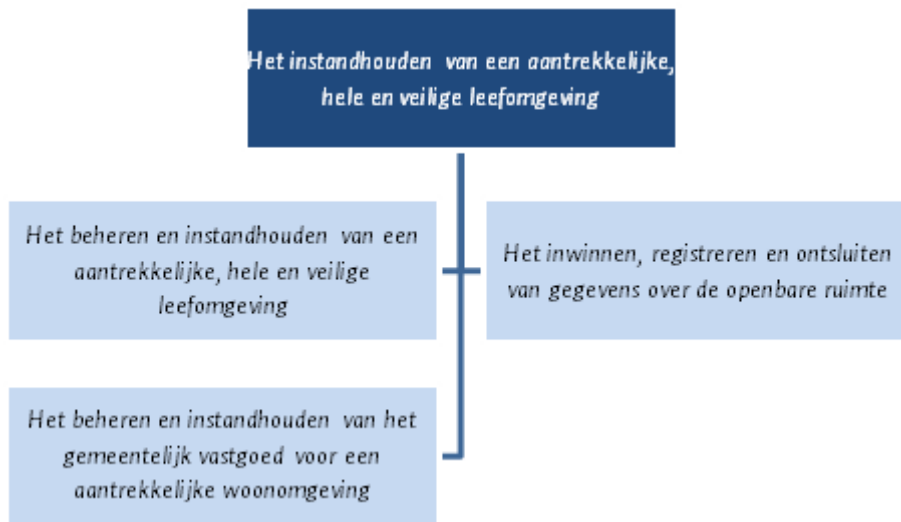 Het instandhouden van een aantrekkelijke,
hele en veilige leefomgeving
Het beheren en instandhouden van een
aantrekkelijke, hele en veilige
leefomgeving
Het inwinnen, registreren en ontsluiten
van gegevens over de openbare ruimte
Het beheren en instandhouden van het
gemeentelijk vastgoed voor een
aantrekkelijke woonomgeving